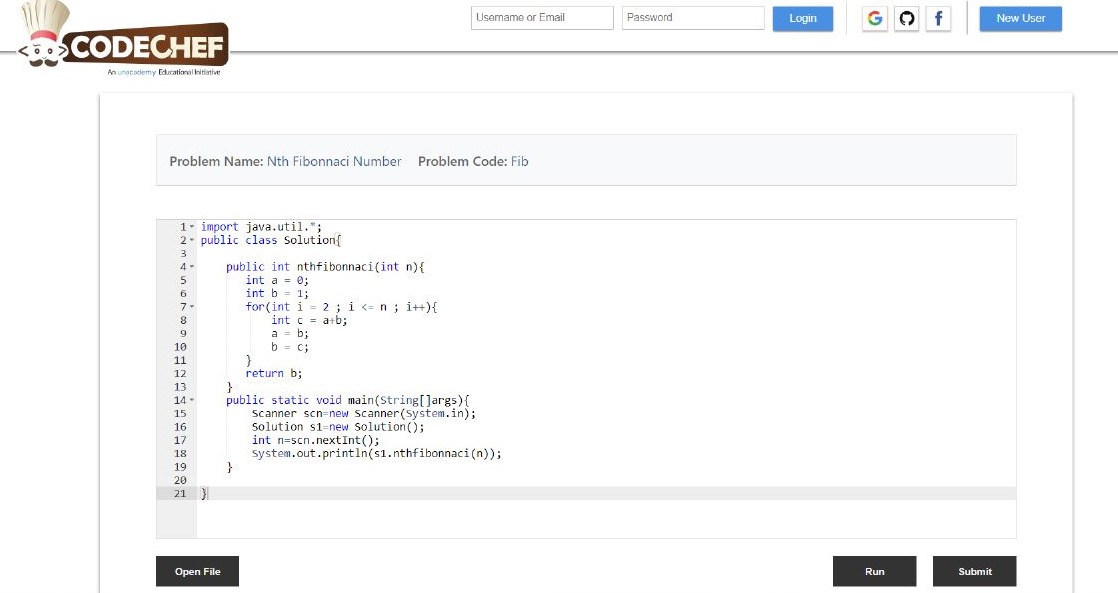 Username or Email Password Login G f New User
<·~·> CODECHEF
An unacademy Educational Initiative
Problem Name: Nth Fibonnaci Number Problem Code: Fib
1 import java.util.*;
2 public class Solution{
3
4 public int nthfibonnaci(int n){
5 int a = 0;
6 int b = 1;
7 for(int i = 2 ; i <= n ; i++){
8 int c = a+b;
9 a = b;
10 b = c;
11 }
12 return b;
13 }
14 public static void main(String[]args){
15 Scanner scn=new Scanner(System.in);
16 Solution s1=new Solution();
17 int n=scn.nextInt();
18 System.out.println(s1.nthfibonnaci(n));
19 }
20
21 }
Open File Run Submit